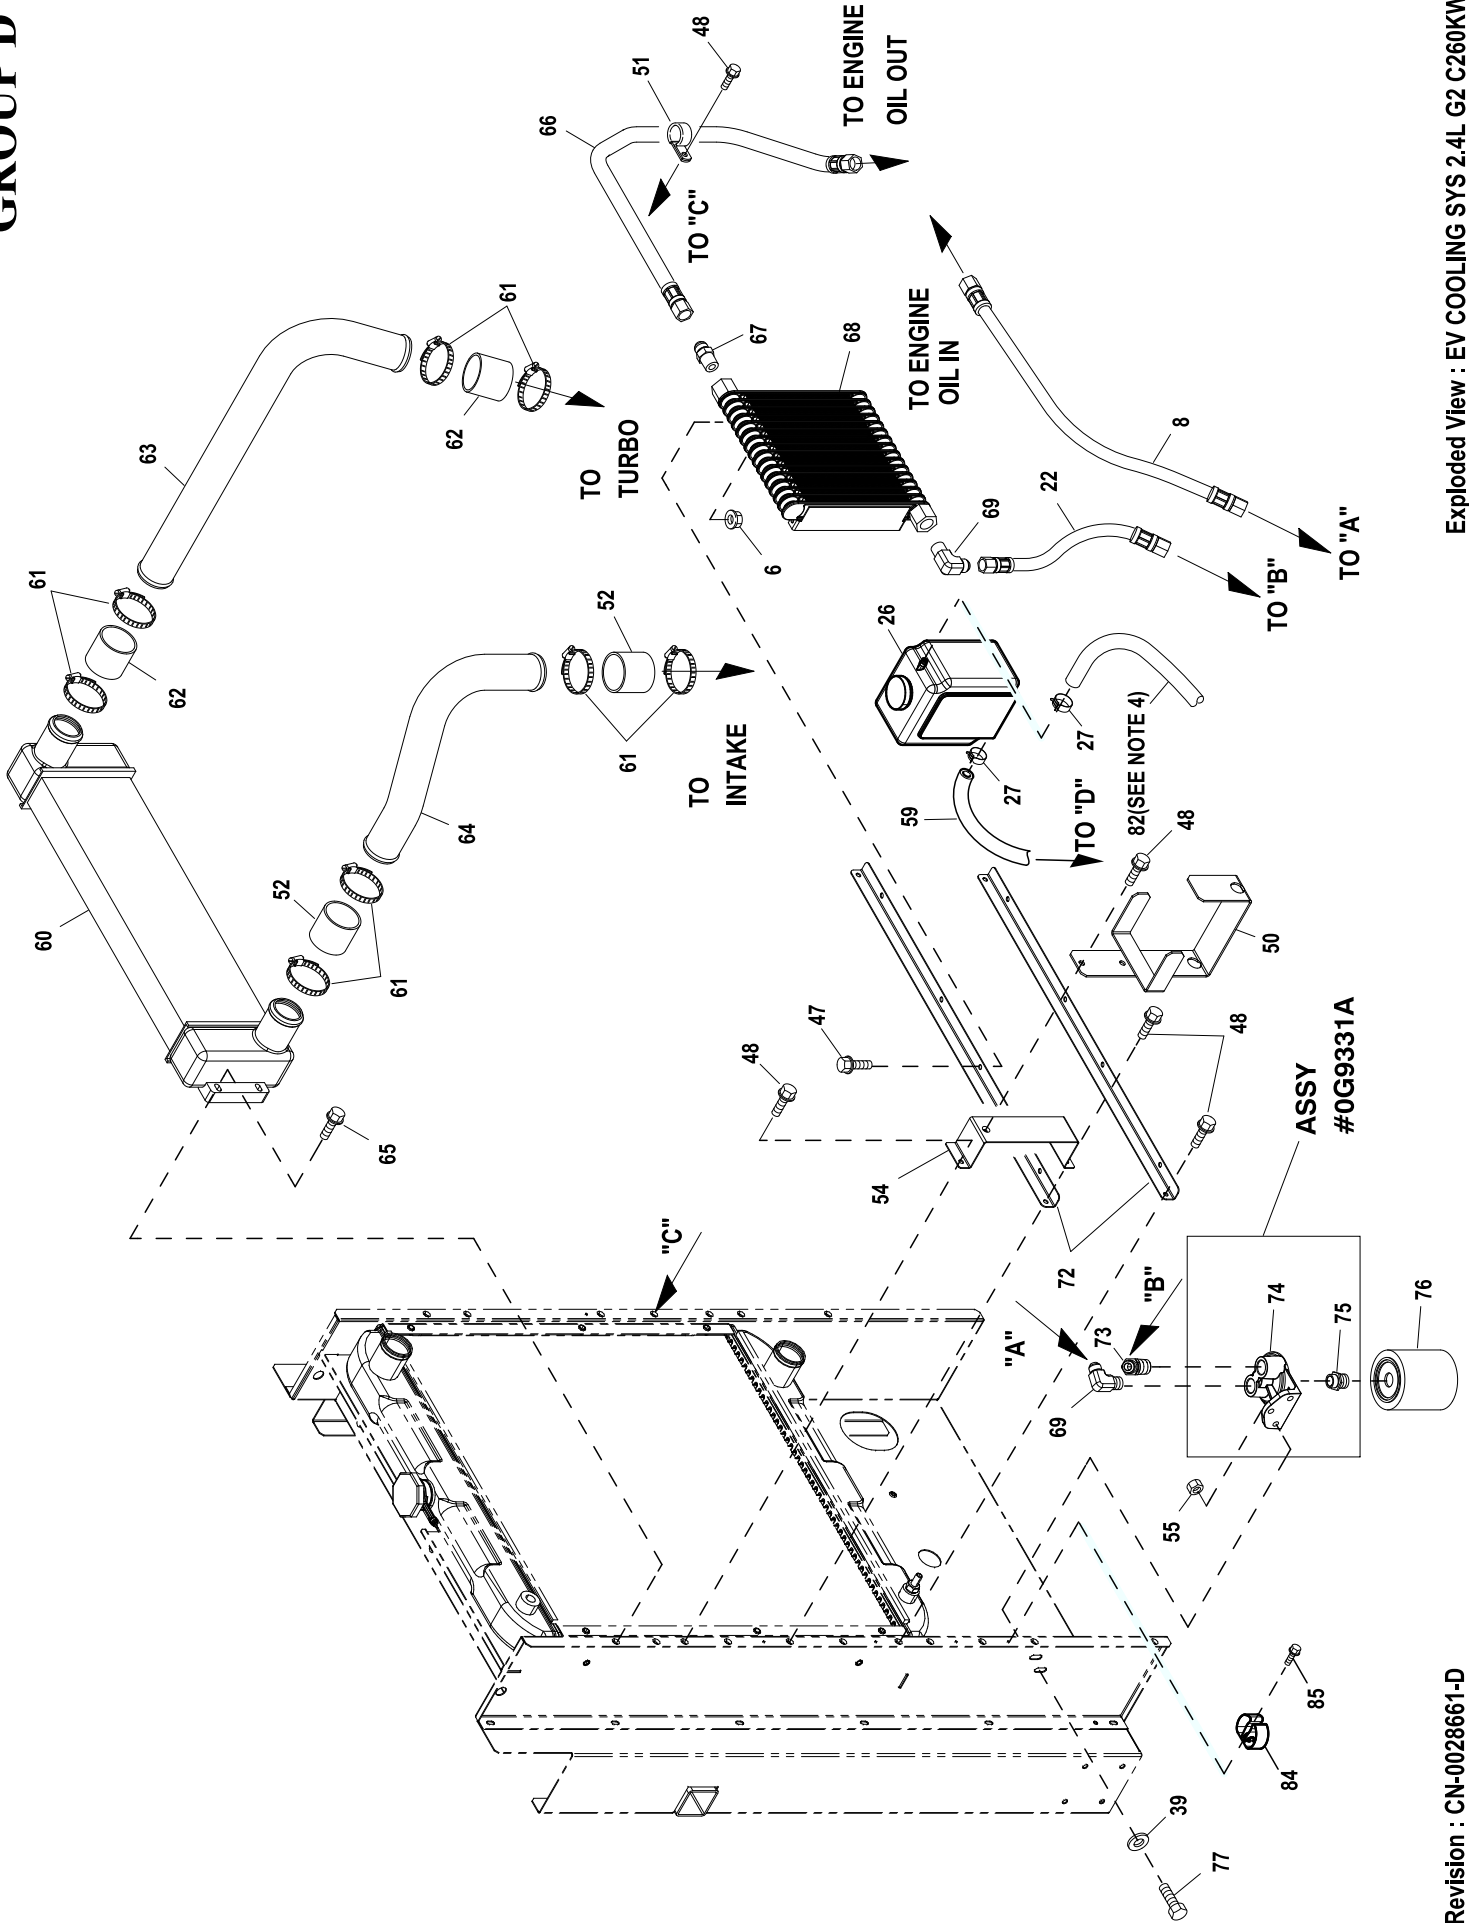 GROUP D
48
51
66
TO ENGINE
OIL OUT
TO "C"
61
67
68
62
63
TO
TURBO
TO ENGINE
OIL IN
8
22
69
6
TO "A"
TO "B"
61
62
52
26
61
TO
INTAKE
27
27
82(SEE NOTE 4)
59
TO "D"
64
48
60
52
61
50
47
48
48
65
54
ASSY
#0G9331A
"C"
72
"B"
74
75
76
"A"
73
69
55
85
84
39
77
Exploded View : EV COOLING SYS 2.4L G2 C260KW
Revision : CN-0028661-D